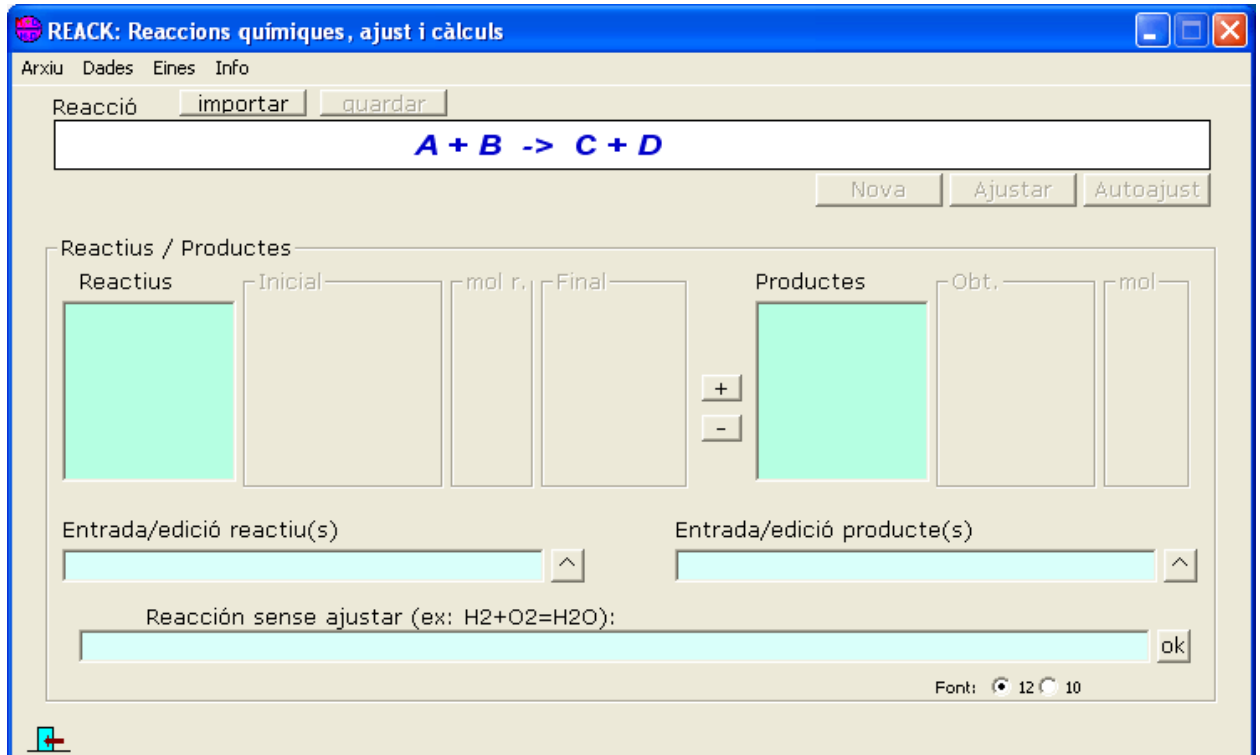 REACK: Reaccions químiques, ajust i càlculs
Arxiu Dades Eines Info
Reacció importar guardar
A + B -> C + D
Nova Ajustar Autoajust
Reactius / Productes
Reactius Inicial mol r. Final Productes Obt. mol
+
-
Entrada/edició reactiu(s) Entrada/edició producte(s)
^ ^
Reacción sense ajustar (ex: H2+O2=H2O):
ok
Font: 12 10